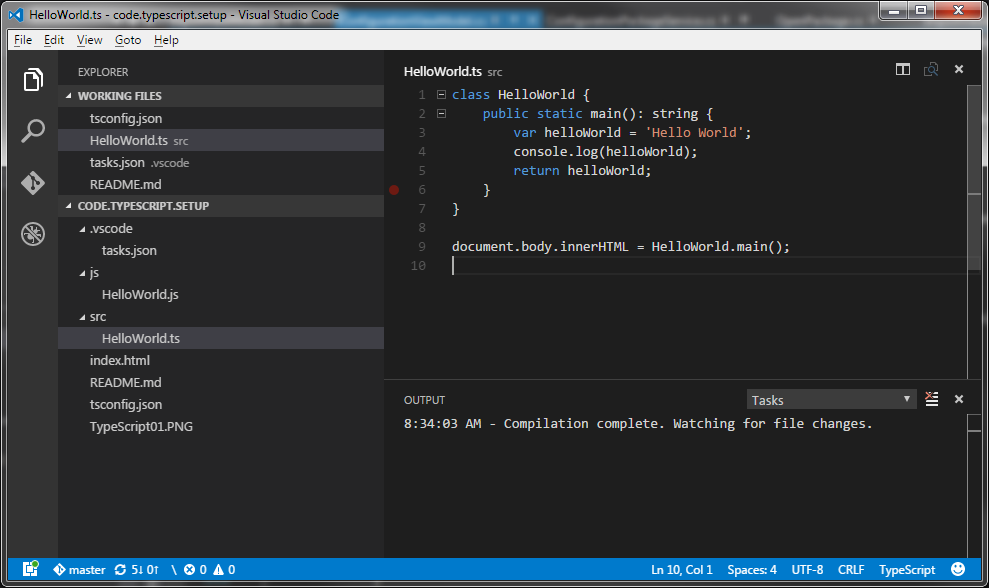 HelloWorld.ts - code.typescript.setup - Visual Studio Code
File Edit View Goto Help
EXPLORER
WORKING FILES
tsconfig.json
HelloWorld.ts src
tasks.json .vscode
README.md
CODE.TYPESCRIPT.SETUP
.vscode
tasks.json
js
HelloWorld.js
src
HelloWorld.ts
index.html
README.md
tsconfig.json
TypeScript01.PNG
HelloWorld.ts src
1 class HelloWorld {
2 public static main(): string {
3 var helloWorld = 'Hello World';
4 console.log(helloWorld);
5 return helloWorld;
6 }
7 }
8
9 document.body.innerHTML = HelloWorld.main();
10
OUTPUT Tasks
8:34:03 AM - Compilation complete. Watching for file changes.
master 5↓ 0↑ \ 0 0 Ln 10, Col 1 Spaces: 4 UTF-8 CRLF TypeScript